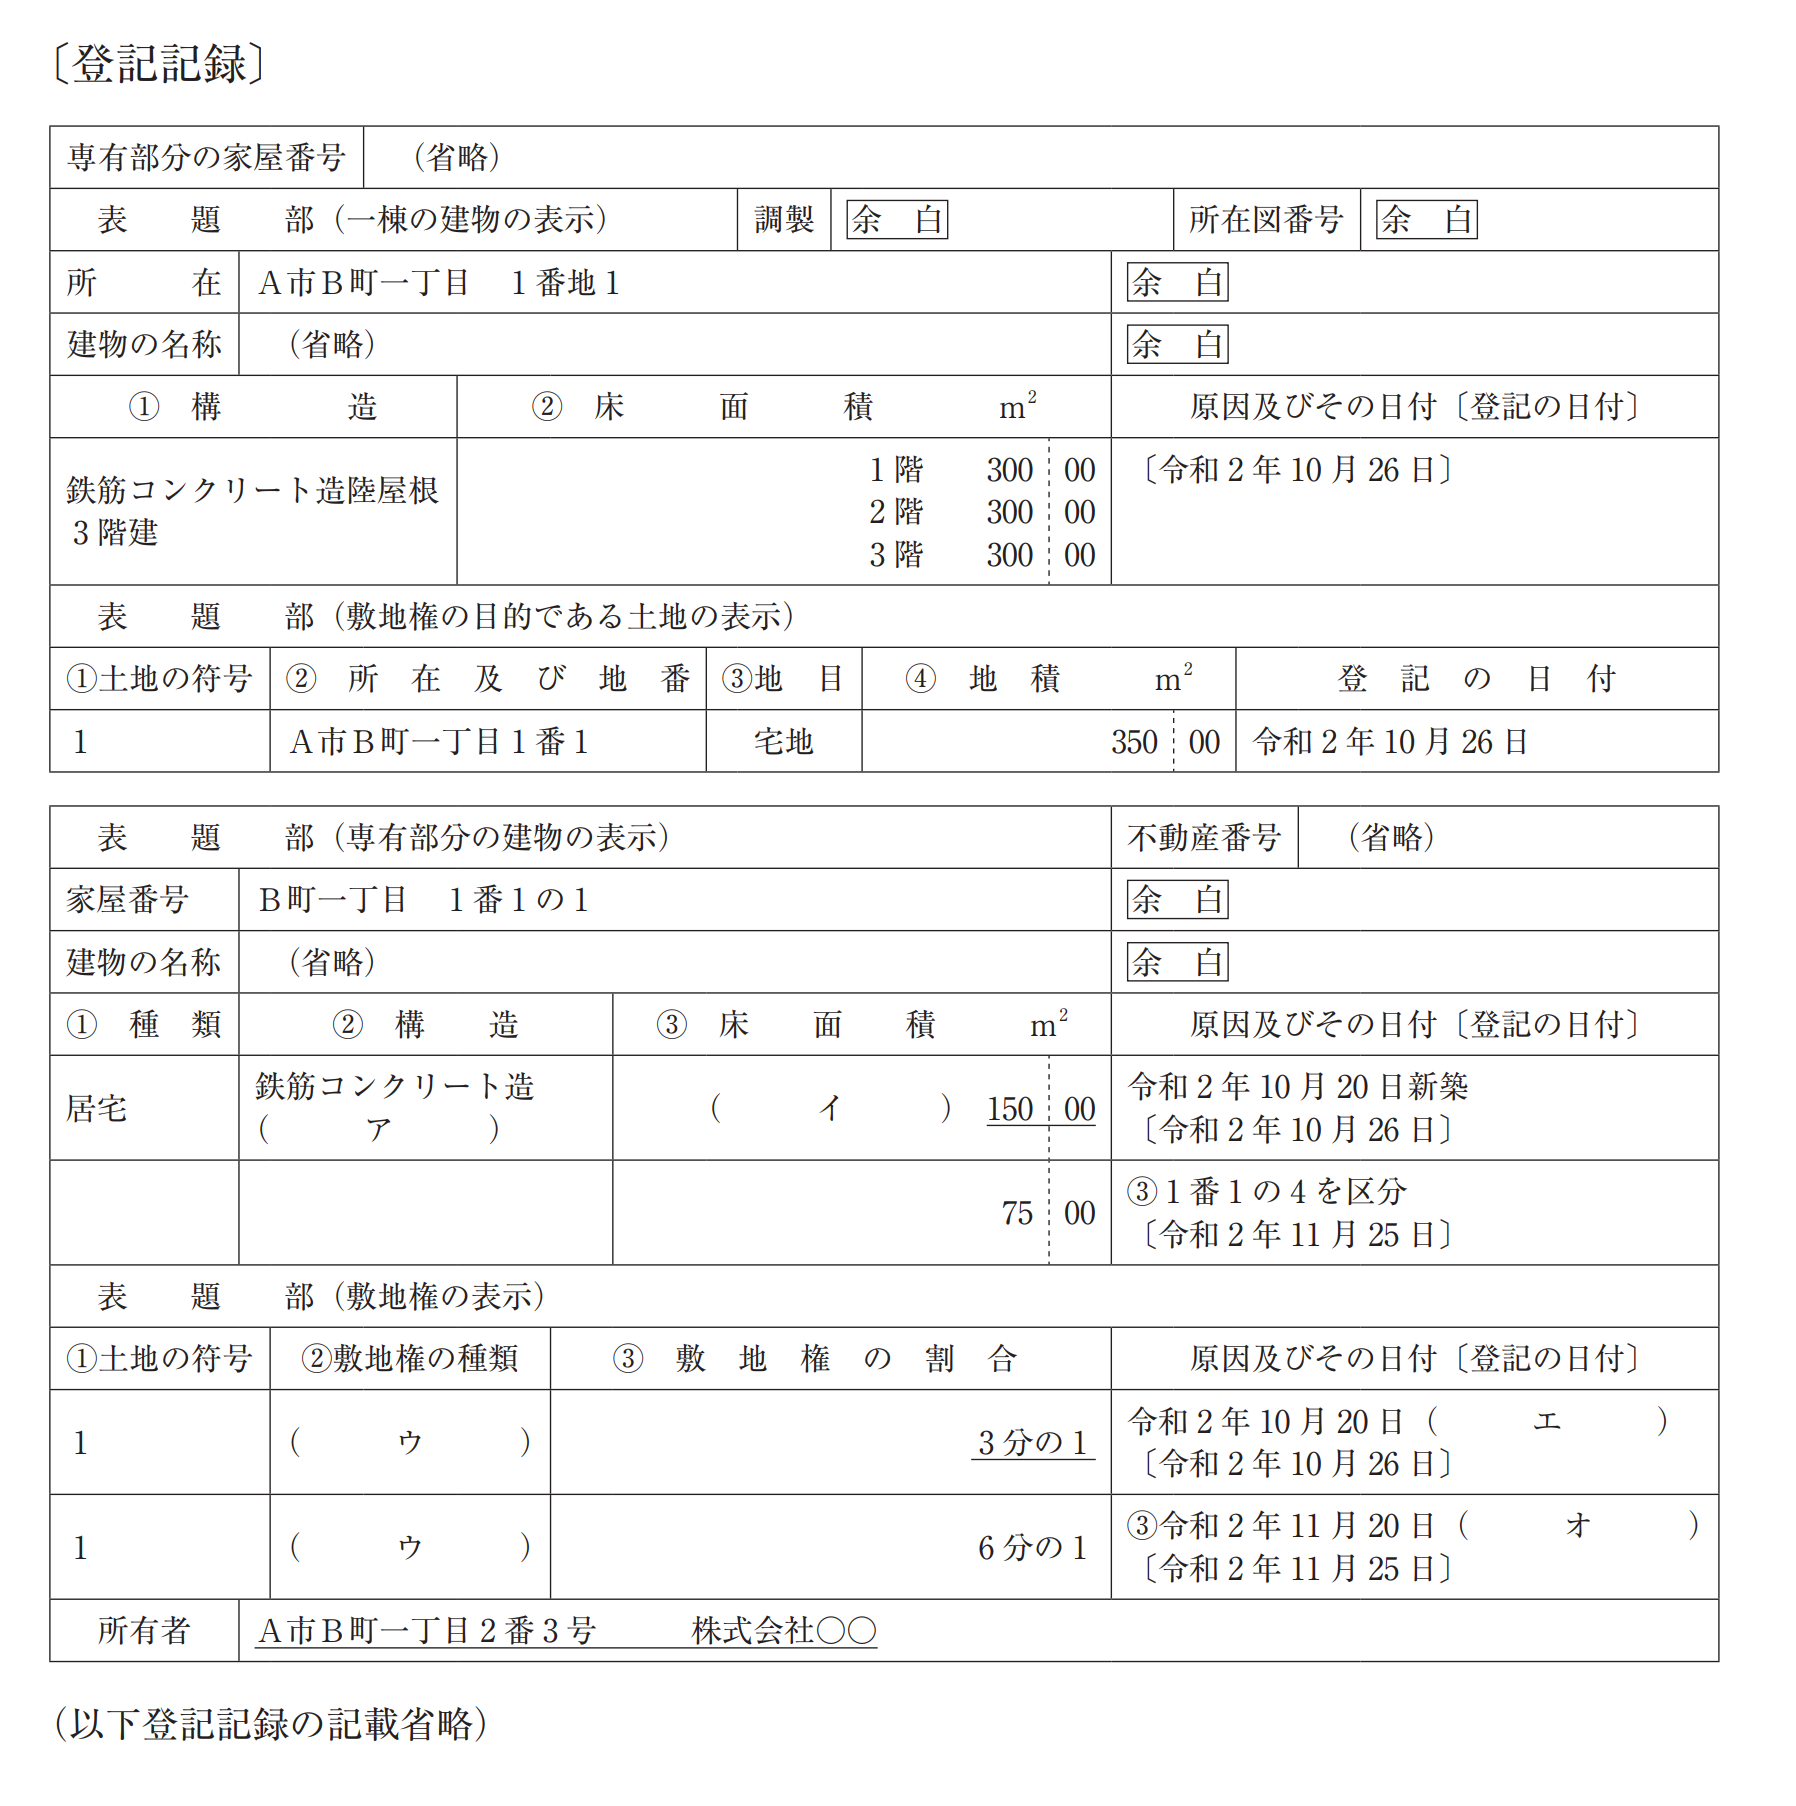 〔登記記録〕
専有部分の家屋番号 （省略）
表　題　部（一棟の建物の表示） 調製 余　白 所在図番号 余　白
所　在 Ａ市Ｂ町一丁目　１番地１ 余　白
建物の名称 （省略） 余　白
① 構　造 ② 床　面　積　m² 原因及びその日付〔登記の日付〕
鉄筋コンクリート造陸屋根
３階建
１階 300 00
２階 300 00
３階 300 00
〔令和２年10月26日〕
表　題　部（敷地権の目的である土地の表示）
①土地の符号 ② 所　在　及　び　地　番 ③地　目 ④ 地　積　m² 登　記　の　日　付
１ Ａ市Ｂ町一丁目１番１ 宅地 350 00 令和２年10月26日
表　題　部（専有部分の建物の表示） 不動産番号 （省略）
家屋番号 Ｂ町一丁目　１番１の１ 余　白
建物の名称 （省略） 余　白
① 種　類 ② 構　造 ③ 床　面　積　m² 原因及びその日付〔登記の日付〕
居宅
鉄筋コンクリート造
（　ア　）
（　イ　） 150 00
令和２年10月20日新築
〔令和２年10月26日〕
75 00
③１番１の４を区分
〔令和２年11月25日〕
表　題　部（敷地権の表示）
①土地の符号 ②敷地権の種類 ③ 敷　地　権　の　割　合 原因及びその日付〔登記の日付〕
１ （　ウ　） ３分の１ 令和２年10月20日（　エ　）
〔令和２年10月26日〕
１ （　ウ　） ６分の１ ③令和２年11月20日（　オ　）
〔令和２年11月25日〕
所有者 Ａ市Ｂ町一丁目２番３号　株式会社○○
（以下登記記録の記載省略）